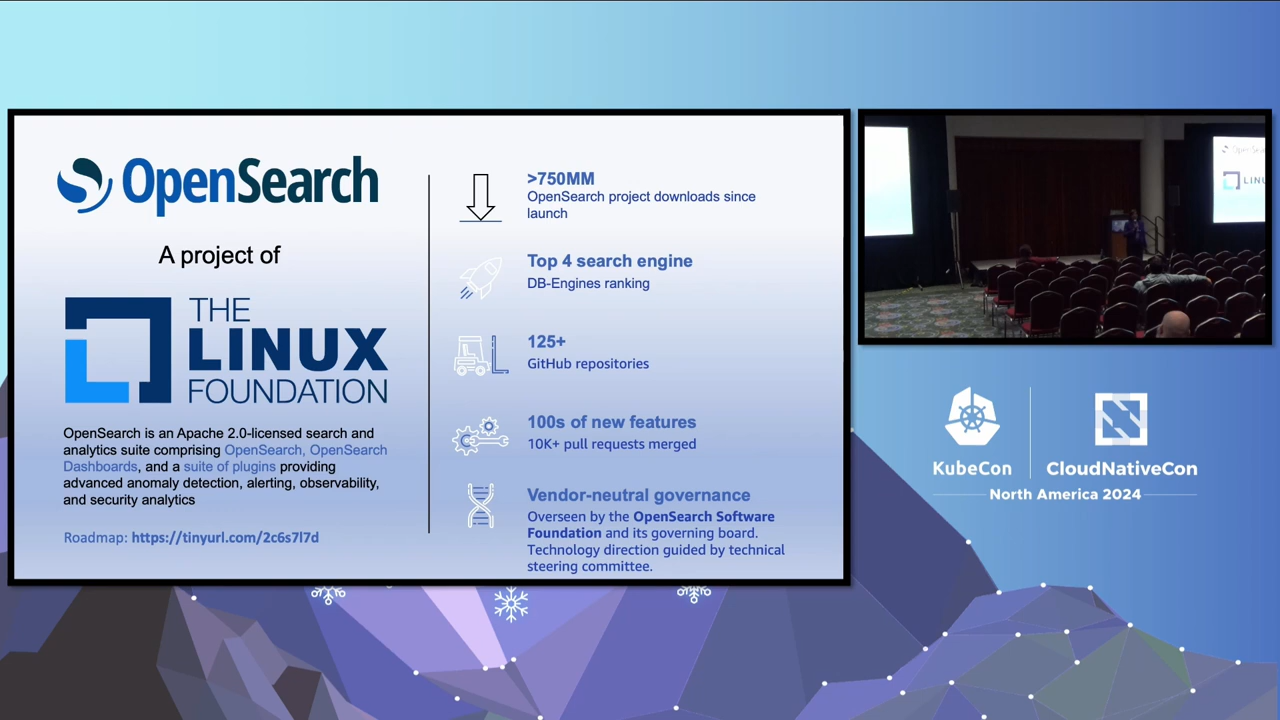 OpenSearch
A project of
THE
LINUX
FOUNDATION
OpenSearch is an Apache 2.0-licensed search and
analytics suite comprising OpenSearch, OpenSearch
Dashboards, and a suite of plugins providing
advanced anomaly detection, alerting, observability,
and security analytics
Roadmap: https://tinyurl.com/2c6s7l7d
>750MM
OpenSearch project downloads since
launch
Top 4 search engine
DB-Engines ranking
125+
GitHub repositories
100s of new features
10K+ pull requests merged
Vendor-neutral governance
Overseen by the OpenSearch Software
Foundation and its governing board.
Technology direction guided by technical
steering committee.
KubeCon
CloudNativeCon
North America 2024